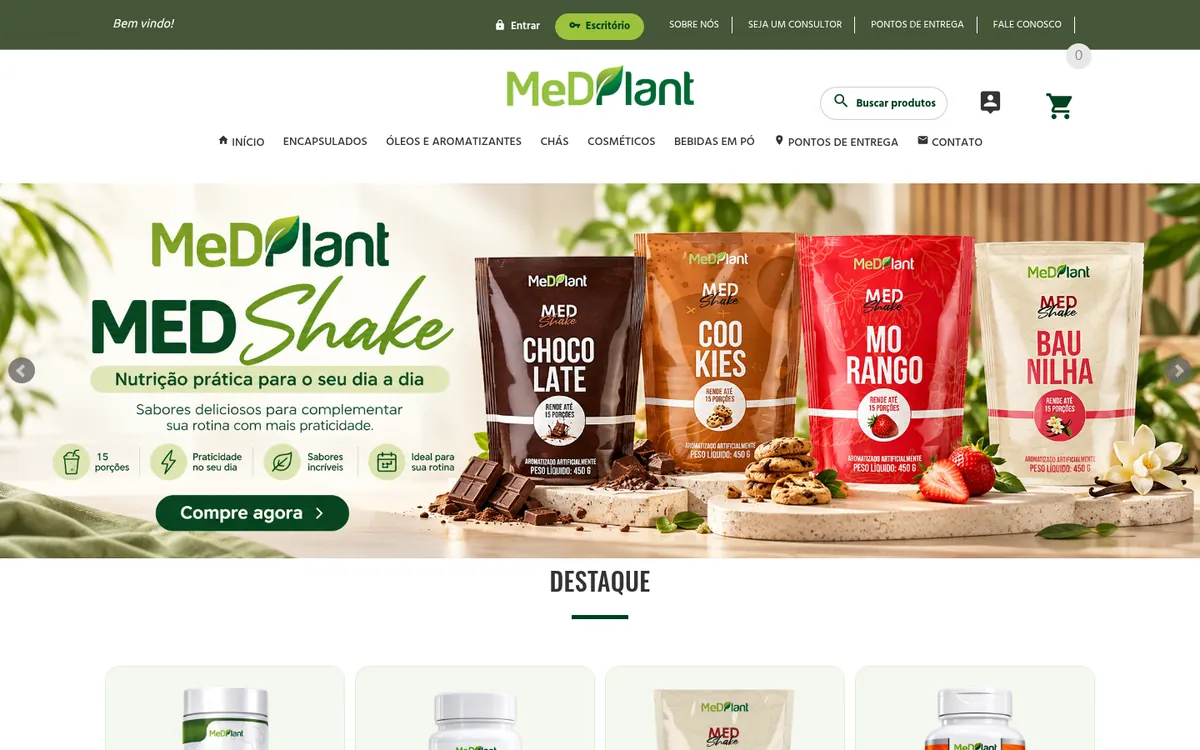 Bem vindo!
Entrar
Escritório
SOBRE NÓS
SEJA UM CONSULTOR
PONTOS DE ENTREGA
FALE CONOSCO
0
MeDPlant
Buscar produtos
INÍCIO
ENCAPSULADOS
ÓLEOS E AROMATIZANTES
CHÁS
COSMÉTICOS
BEBIDAS EM PÓ
PONTOS DE ENTREGA
CONTATO
MeDPlant
MED Shake
Nutrição prática para o seu dia a dia
Sabores deliciosos para complementar
sua rotina com mais praticidade.
15
porções
Praticidade
no seu dia
Sabores
incríveis
Ideal para
sua rotina
Compre agora
MeDPlant
MED
Shake
CHOCO
LATE
RENDE ATÉ
15 PORÇÕES
AROMATIZADO ARTIFICIALMENTE
PESO LÍQUIDO: 450 G
MeDPlant
MED
Shake
COO
KIES
RENDE ATÉ
15 PORÇÕES
AROMATIZADO ARTIFICIALMENTE
PESO LÍQUIDO: 450 G
MeDPlant
MED
Shake
MO
RANGO
RENDE ATÉ
15 PORÇÕES
AROMATIZADO ARTIFICIALMENTE
PESO LÍQUIDO: 450 G
MeDPlant
MED
Shake
BAU
NILHA
RENDE ATÉ
15 PORÇÕES
AROMATIZADO ARTIFICIALMENTE
PESO LÍQUIDO: 450 G
DESTAQUE
MeDPlant
MeDPlant
MeDPlant
MED
Shake
MeDPlant